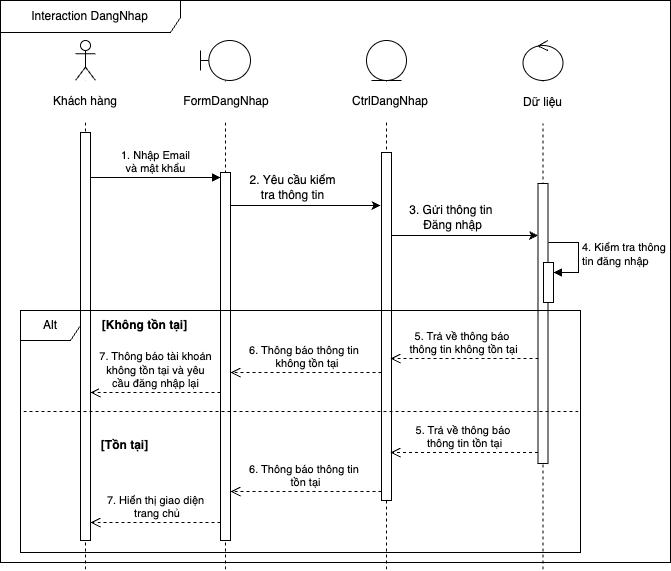 Interaction DangNhap
Khách hàng
FormDangNhap
CtrlDangNhap
Dữ liệu
1. Nhập Email
và mật khẩu
2. Yêu cầu kiểm
tra thông tin
3. Gửi thông tin
Đăng nhập
4. Kiểm tra thông
tin đăng nhập
Alt
[Không tồn tại]
5. Trả về thông báo
thông tin không tồn tại
6. Thông báo thông tin
không tồn tại
7. Thông báo tài khoản
không tồn tại và yêu
cầu đăng nhập lại
[Tồn tại]
5. Trả về thông báo
thông tin tồn tại
6. Thông báo thông tin
tồn tại
7. Hiển thị giao diện
trang chủ